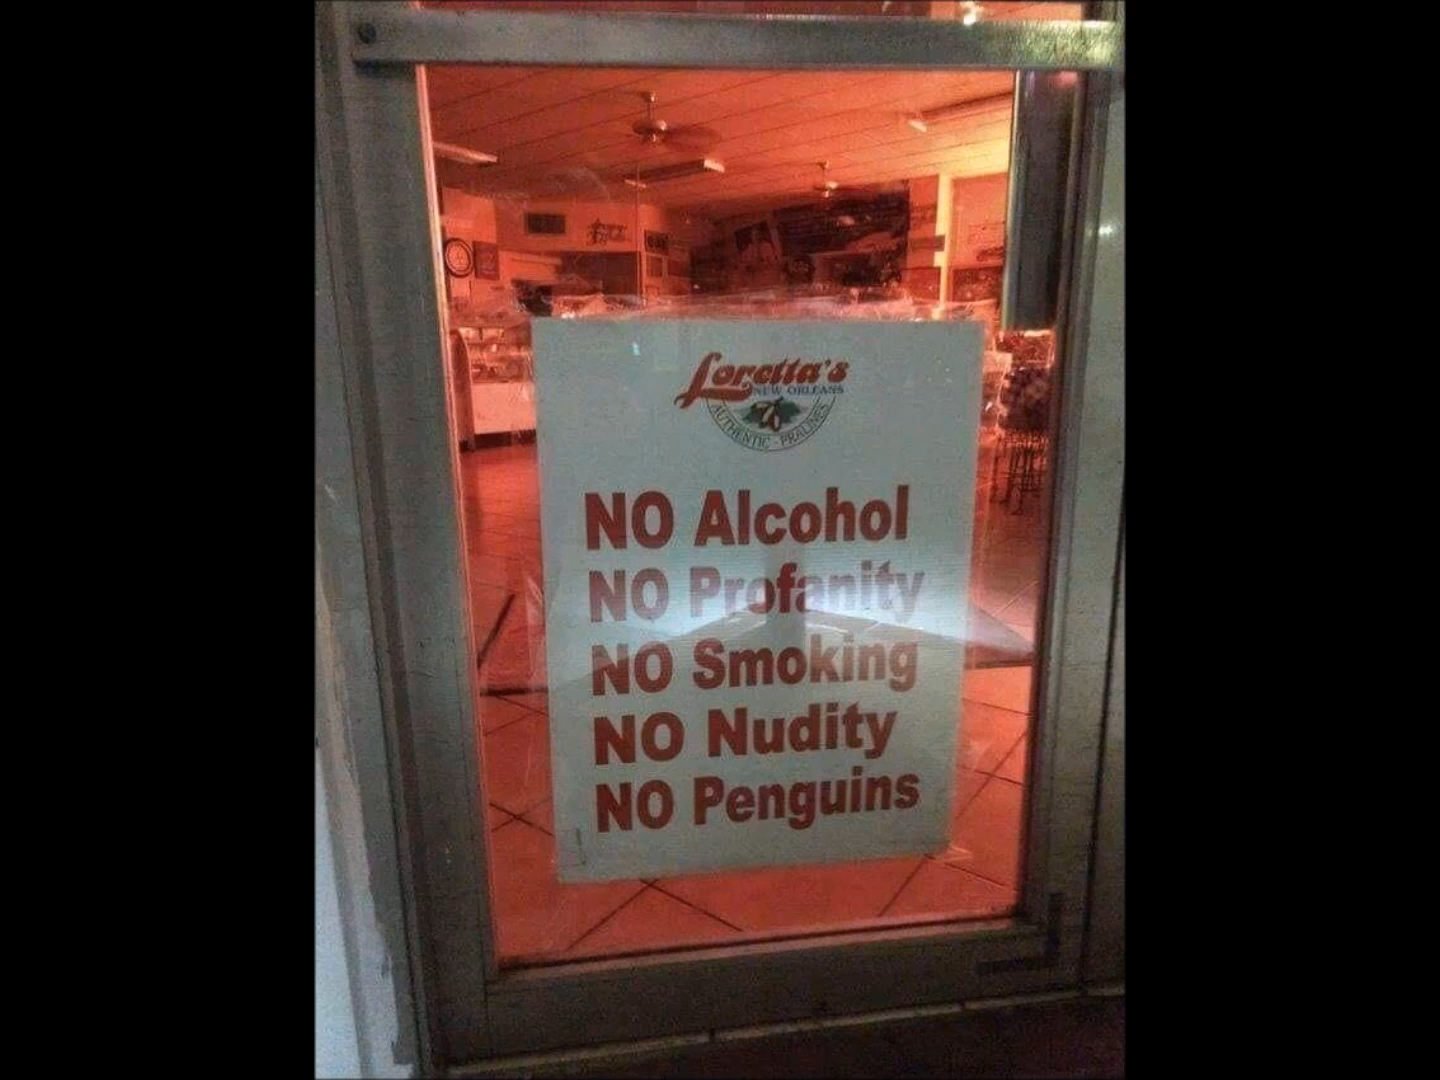 Loretta's
NEW ORLEANS
AUTHENTIC - PRALINES
NO Alcohol
NO Profanity
NO Smoking
NO Nudity
NO Penguins